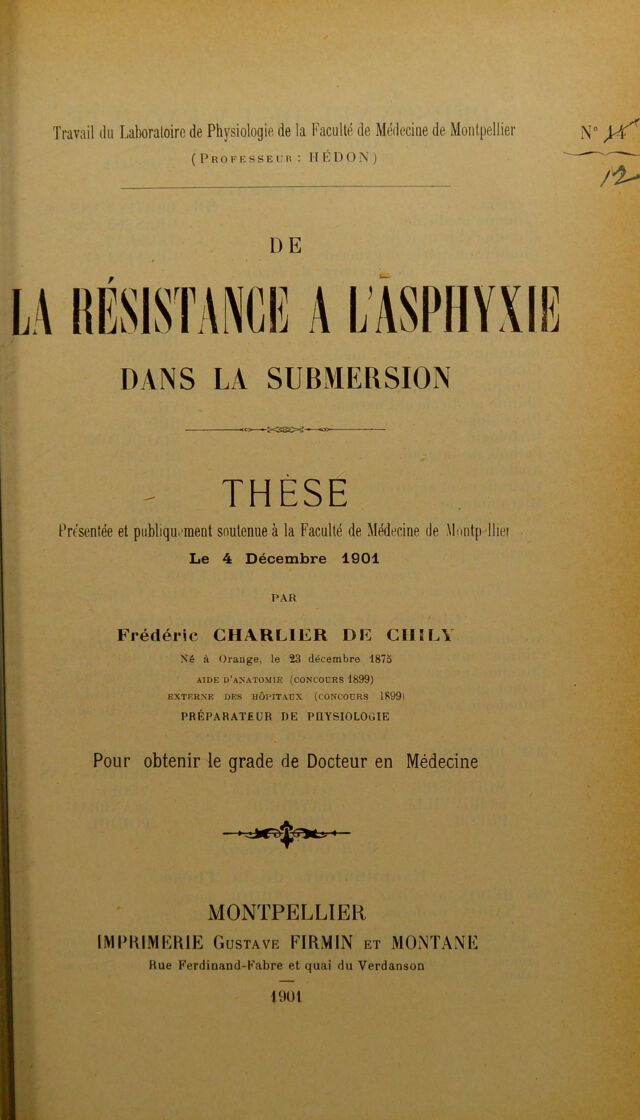 Travail du Laboratoire de Physiologie de la Faculté de Médecine de Montpellier
(PROFESSEUR : HÉDON)
N°
12
DE
LA RÉSISTANCE A L'ASPHYXIE
DANS LA SUBMERSION
THÈSE
Présentée et publiquement soutenue à la Faculté de Médecine de Montpellier
Le 4 Décembre 1901
PAR
Frédéric CHARLIER DE CHILY
Né à Orange, le 23 décembre 1875
AIDE D'ANATOMIE (CONCOURS 1899)
EXTERNE DES HÔPITAUX (CONCOURS 1899)
PRÉPARATEUR DE PHYSIOLOGIE
Pour obtenir le grade de Docteur en Médecine
MONTPELLIER
IMPRIMERIE GUSTAVE FIRMIN ET MONTANE
Rue Ferdinand-Fabre et quai du Verdanson
1901